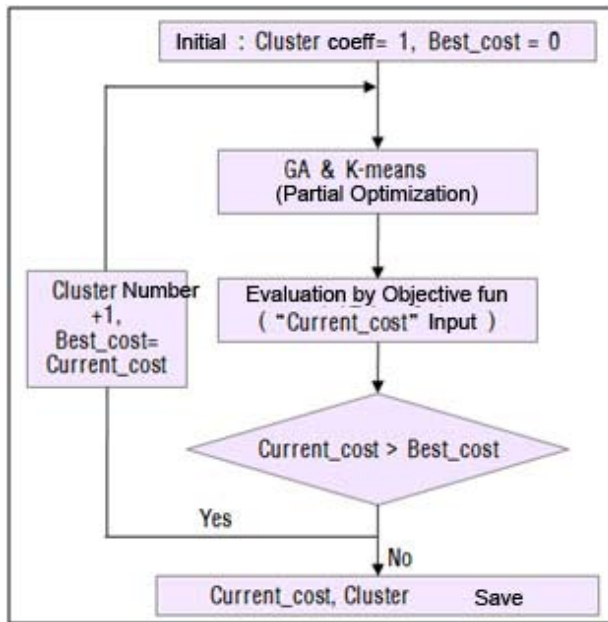 Initial : Cluster coeff= 1, Best_cost = 0
GA & K-means
(Partial Optimization)
Cluster Number
+1,
Best_cost=
Current_cost
Evaluation by Objective fun
( "Current_cost" Input )
Current_cost > Best_cost
Yes
No
Current_cost, Cluster Save